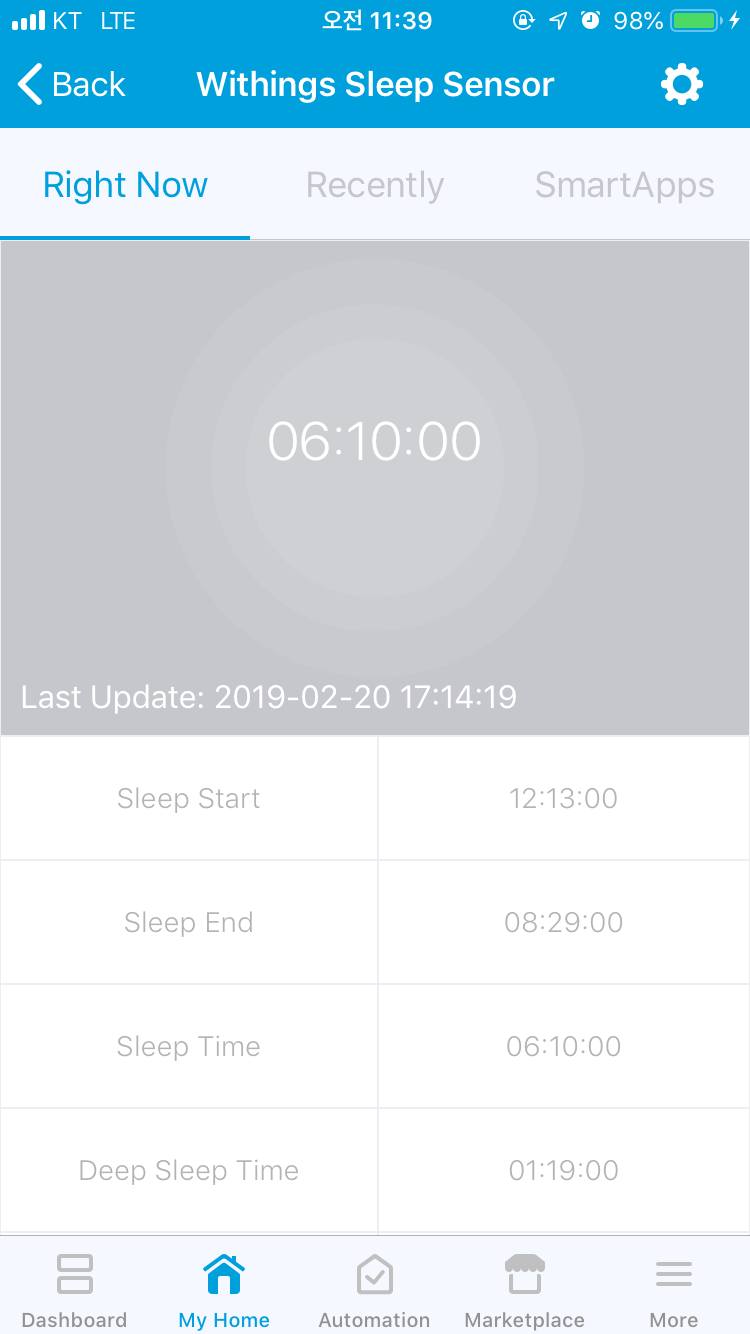 KT LTE 오전 11:39 98%
Back Withings Sleep Sensor
Right Now Recently SmartApps
06:10:00
Last Update: 2019-02-20 17:14:19
Sleep Start 12:13:00
Sleep End 08:29:00
Sleep Time 06:10:00
Deep Sleep Time 01:19:00
Dashboard My Home Automation Marketplace More